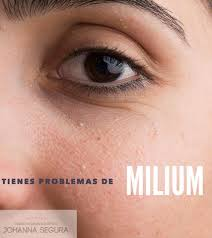 TIENES PROBLEMAS DE MILIUM
JOHANNA SEGURA